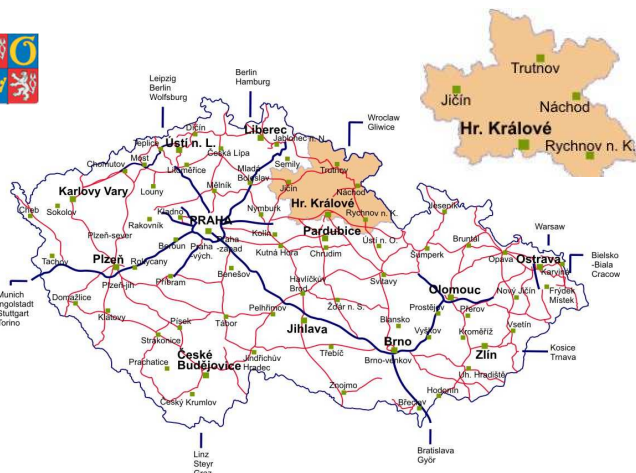 Trutnov
Jičín
Náchod
Hr. Králové
Rychnov n. K.
Leipzig
Berlin
Wolfsburg
Berlin
Hamburg
Wroclaw
Gliwice
Děčín
Liberec
Jablonec n. N.
Teplice
Ústí n. L.
Most
Česká Lípa
Semily
Trutnov
Chomutov
Litoměřice
Mladá
Boleslav
Jičín
Náchod
Karlovy Vary
Louny
Mělník
Hr. Králové
Cheb
Sokolov
Kladno
Nymburk
Rychnov n. K.
Jeseník
Rakovník
PRAHA
Kolín
Pardubice
Warsaw
Plzeň-sever
Beroun
Praha
-vých.
Praha
-západ
Kutná Hora
Chrudim
Ústí n. O.
Šumperk
Bruntál
Opava
Ostrava
Bielsko
-Biala
Cracow
Tachov
Plzeň
Rokycany
Karviná
Munich
Ingolstadt
Stuttgart
Torino
Plzeň-jih
Příbram
Benešov
Havlíčkův
Brod
Svitavy
Olomouc
Nový Jičín
Frýdek
Místek
Domažlice
Klatovy
Písek
Tábor
Pelhřimov
Žďár n. S.
Blansko
Prostějov
Přerov
Jihlava
Vyškov
Kroměříž
Vsetín
Strakonice
Prachatice
České
Budějovice
Jindřichův
Hradec
Třebíč
Brno
Brno-venkov
Zlín
Kosice
Trnava
Uh. Hradiště
Český Krumlov
Znojmo
Břeclav
Hodonín
Linz
Steyr
Graz
Bratislava
Györ